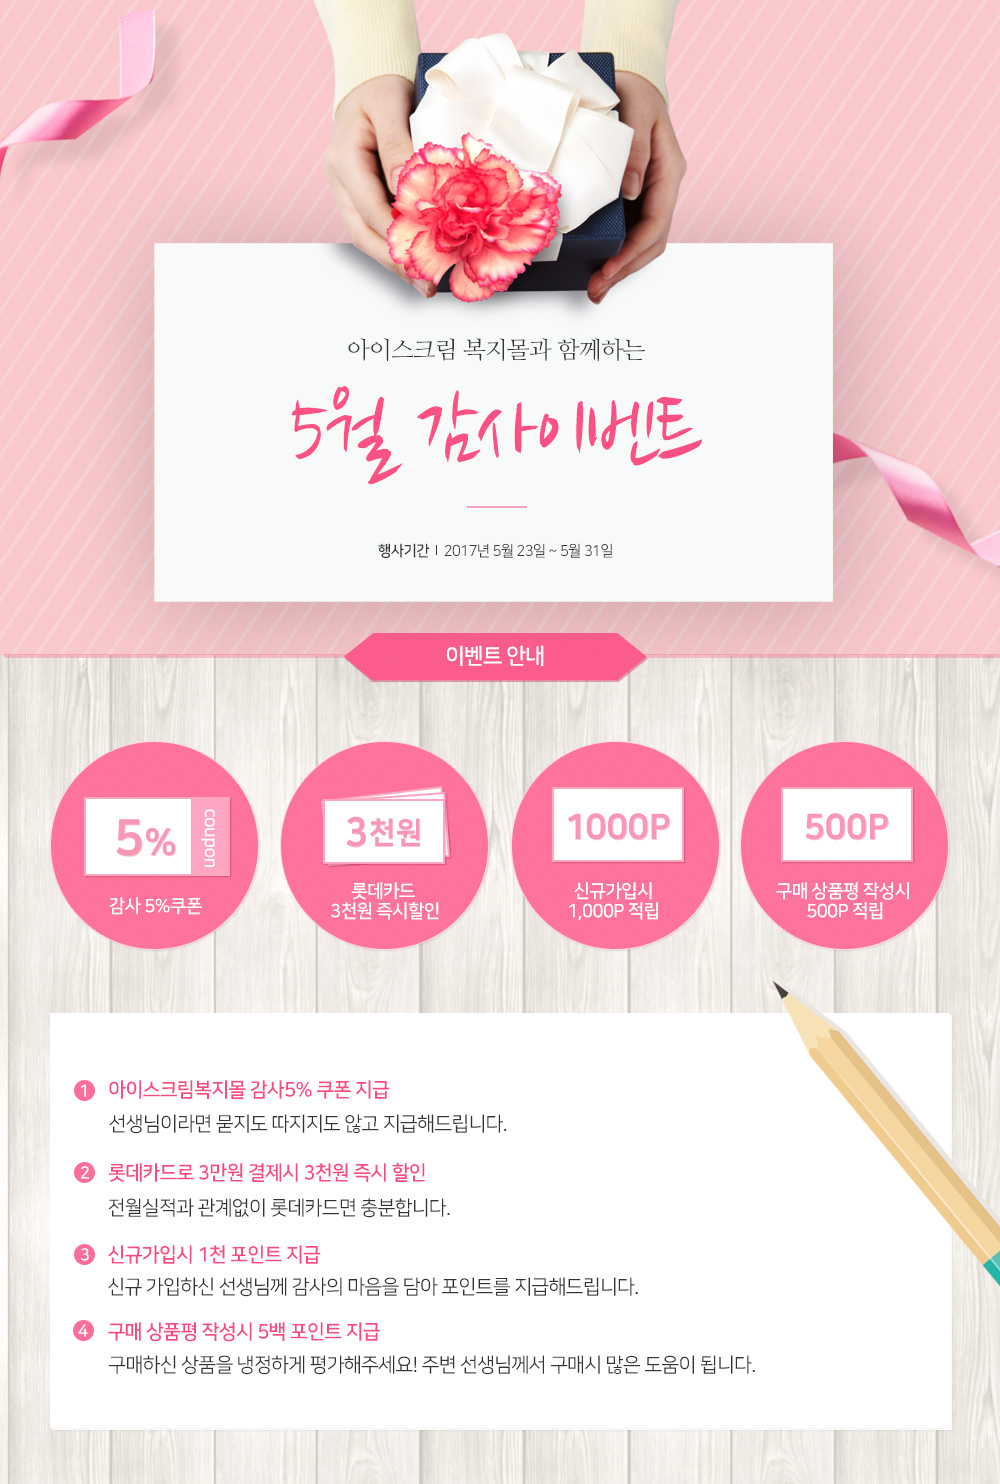 아이스크림 복지몰과 함께하는
5월 감사이벤트
행사기간 l 2017년 5월 23일 ~ 5월 31일
이벤트 안내
5% coupon
감사 5%쿠폰
3천원
롯데카드
3천원 즉시할인
1000P
신규가입시
1,000P 적립
500P
구매 상품평 작성시
500P 적립
1 아이스크림복지몰 감사5% 쿠폰 지급
선생님이라면 묻지도 따지지도 않고 지급해드립니다.
2 롯데카드로 3만원 결제시 3천원 즉시 할인
전월실적과 관계없이 롯데카드면 충분합니다.
3 신규가입시 1천 포인트 지급
신규 가입하신 선생님께 감사의 마음을 담아 포인트를 지급해드립니다.
4 구매 상품평 작성시 5백 포인트 지급
구매하신 상품을 냉정하게 평가해주세요! 주변 선생님께서 구매시 많은 도움이 됩니다.